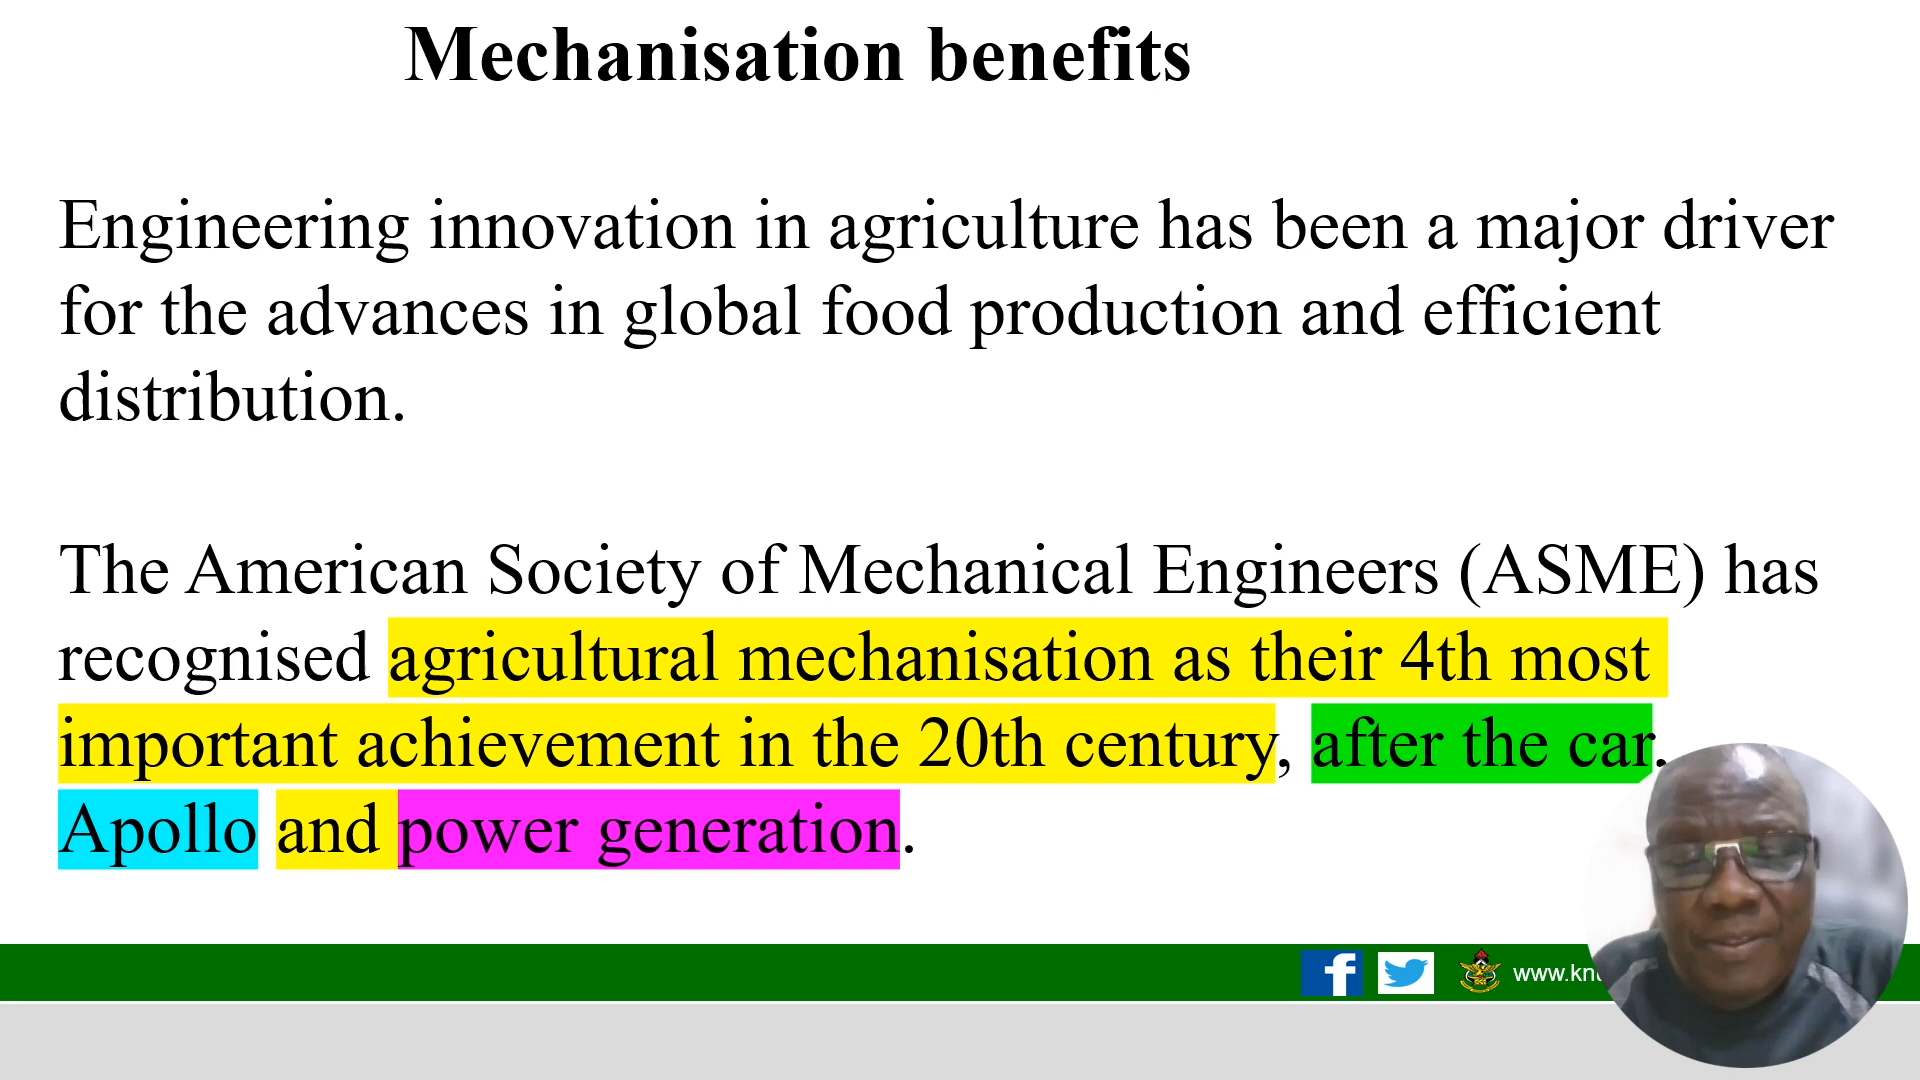 Mechanisation benefits
Engineering innovation in agriculture has been a major driver
for the advances in global food production and efficient
distribution.
The American Society of Mechanical Engineers (ASME) has
recognised agricultural mechanisation as their 4th most
important achievement in the 20th century, after the car.
Apollo and power generation.